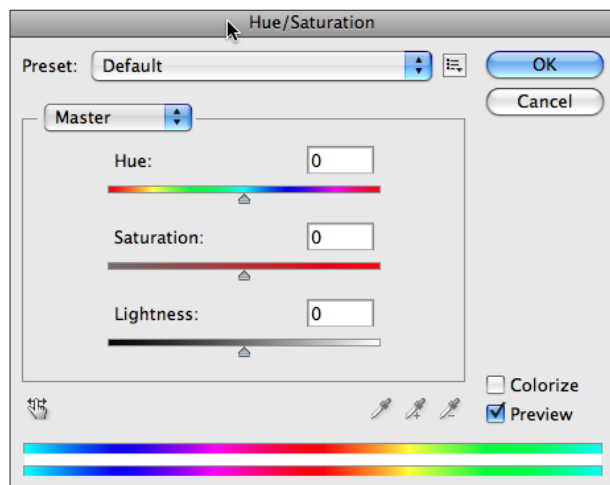 Hue/Saturation
Preset: Default
OK
Cancel
Master
Hue: 0
Saturation: 0
Lightness: 0
Colorize
Preview